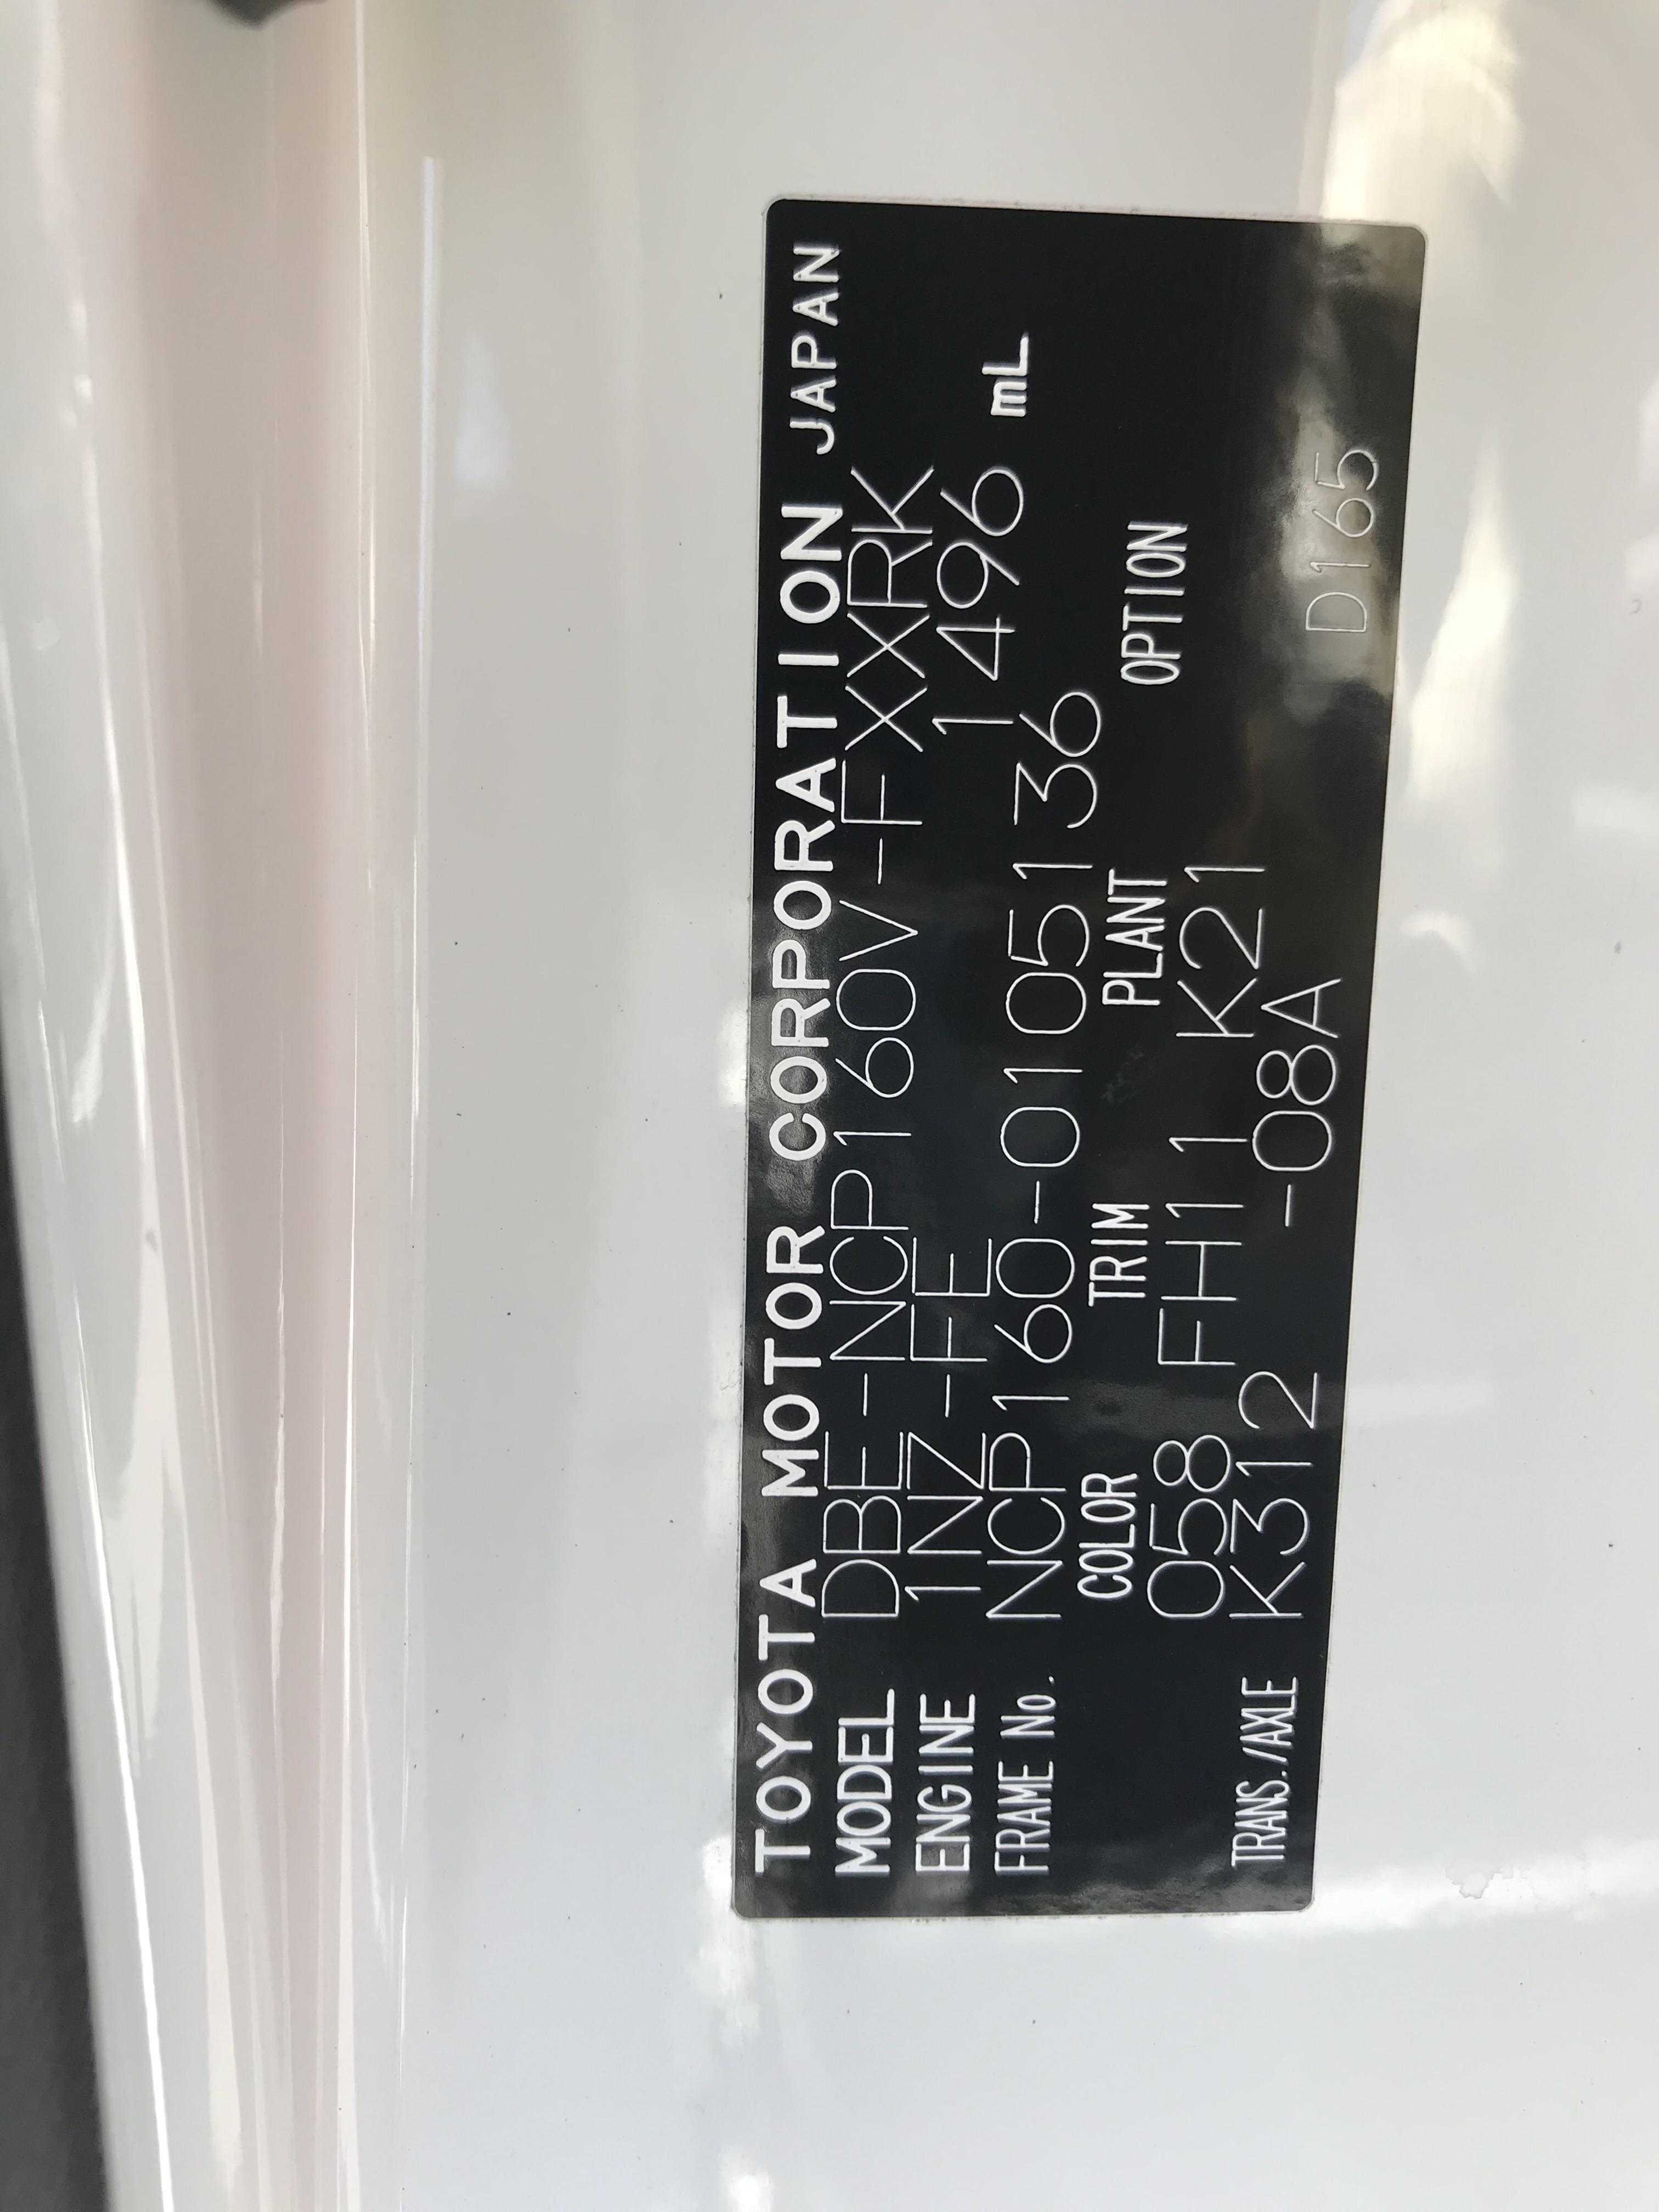 TOYOTA MOTOR CORPORATION JAPAN
MODEL DBE-NCP160V-FXXRK
ENGINE 1NZ-FE 1496 mL
FRAME No. NCP160-0105136
COLOR TRIM PLANT OPTION
058 FH11 K21
TRANS./AXLE K312 -08A
D165